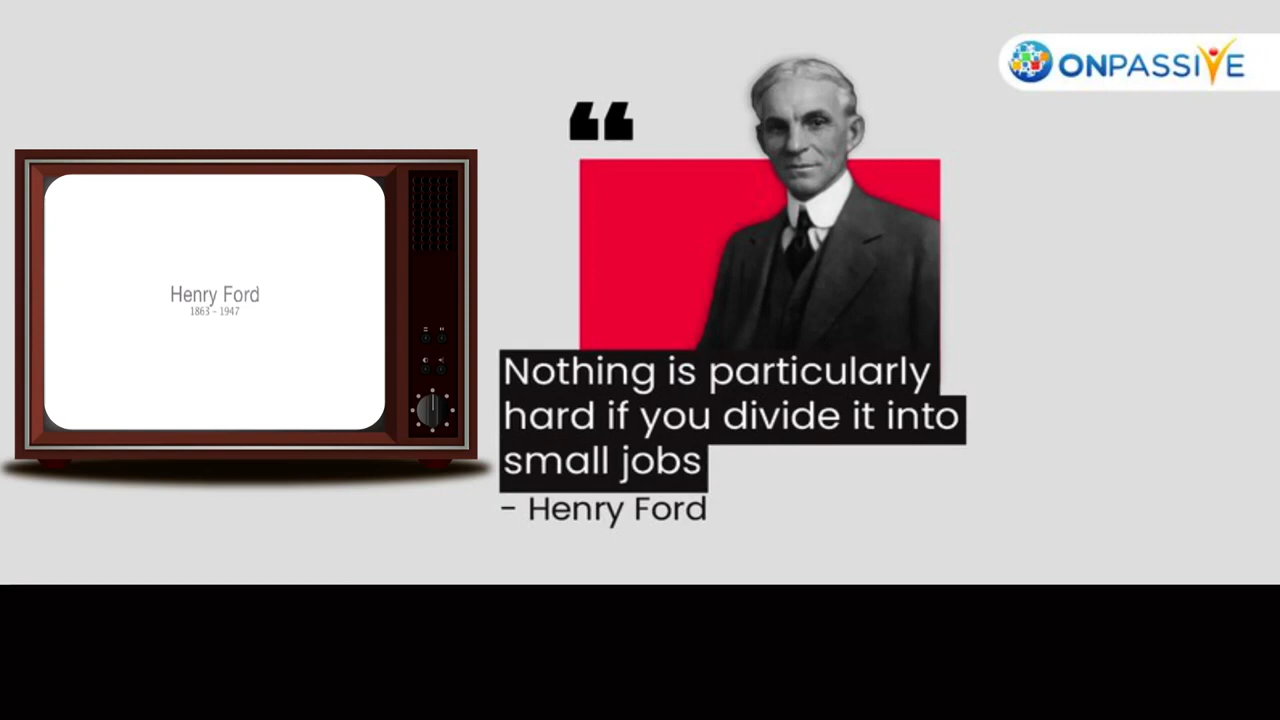 ONPASSIVE
“
Henry Ford
1863 - 1947
Nothing is particularly
hard if you divide it into
small jobs
- Henry Ford